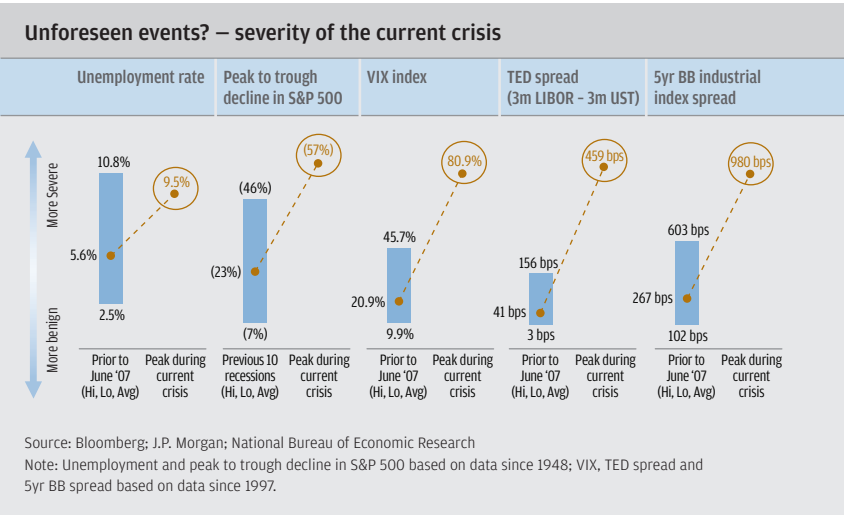 Unforeseen events? – severity of the current crisis
Unemployment rate
Peak to trough
decline in S&P 500
VIX index
TED spread
(3m LIBOR – 3m UST)
5yr BB industrial
index spread
More Severe
More benign
10.8%
5.6%
2.5%
9.5%
Prior to
June ‘07
(Hi, Lo, Avg)
Peak during
current
crisis
(46%)
(23%)
(7%)
(57%)
Previous 10
recessions
(Hi, Lo, Avg)
Peak during
current
crisis
45.7%
20.9%
9.9%
80.9%
Prior to
June ‘07
(Hi, Lo, Avg)
Peak during
current
crisis
156 bps
41 bps
3 bps
459 bps
Prior to
June ‘07
(Hi, Lo, Avg)
Peak during
current
crisis
603 bps
267 bps
102 bps
980 bps
Prior to
June ‘07
(Hi, Lo, Avg)
Peak during
current
crisis
Source: Bloomberg; J.P. Morgan; National Bureau of Economic Research
Note: Unemployment and peak to trough decline in S&P 500 based on data since 1948; VIX, TED spread and
5yr BB spread based on data since 1997.